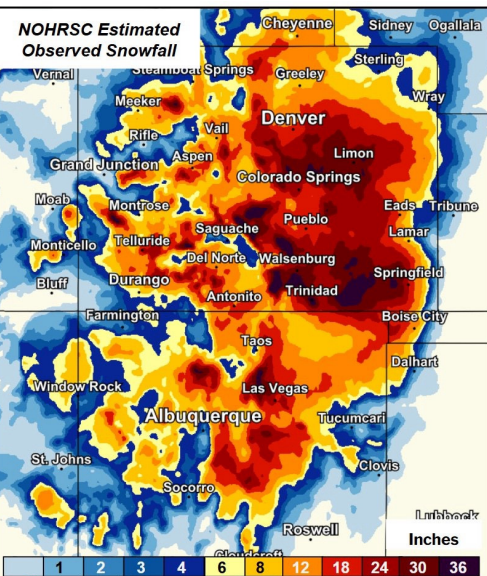 NOHRSC Estimated
Observed Snowfall
Cheyenne
Sidney
Ogallala
Vernal
Steamboat Springs
Sterling
Greeley
Meeker
Wray
Rifle
Vail
Denver
Grand Junction
Aspen
Limon
Colorado Springs
Moab
Montrose
Pueblo
Eads
Tribune
Saguache
Lamar
Monticello
Telluride
Del Norte
Walsenburg
Springfield
Bluff
Durango
Antonito
Trinidad
Farmington
Boise City
Taos
Dalhart
Window Rock
Las Vegas
Albuquerque
Tucumcari
St. Johns
Clovis
Socorro
Roswell
Lubbock
Cloudcroft
Inches
1 2 3 4 6 8 12 18 24 30 36